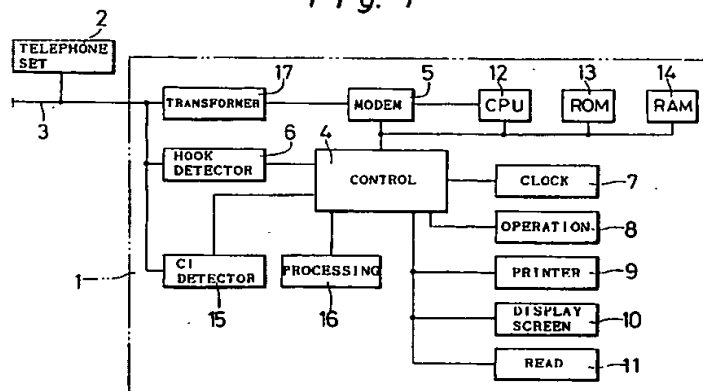 Fig. 1
2
TELEPHONE
SET
17
5
12
13
14
TRANSFORMER
MODEM
CPU
ROM
RAM
3
6
4
HOOK
DETECTOR
CONTROL
CLOCK
7
OPERATION
8
CI
DETECTOR
PROCESSING
PRINTER
9
1
15
16
DISPLAY
SCREEN
10
READ
11